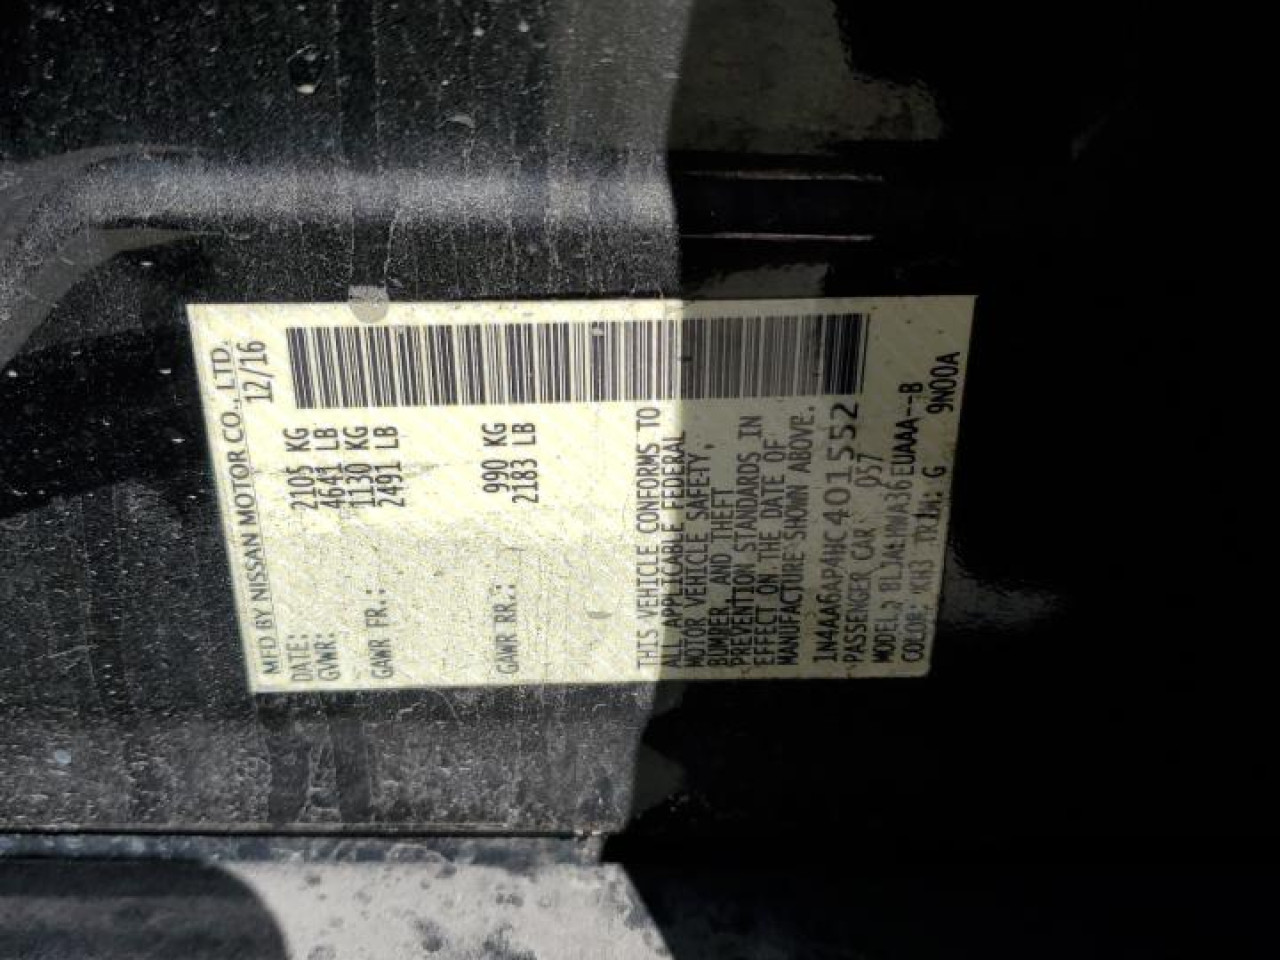 MFD BY NISSAN MOTOR CO., LTD.
DATE: 12/16
GVWR: 2105 KG
4641 LB
GAWR FR.: 1130 KG
2491 LB
GAWR RR.: 990 KG
2183 LB
THIS VEHICLE CONFORMS TO
ALL APPLICABLE FEDERAL
MOTOR VEHICLE SAFETY,
BUMPER, AND THEFT
PREVENTION STANDARDS IN
EFFECT ON THE DATE OF
MANUFACTURE SHOWN ABOVE.
1N4AA6AP4HC401552
PASSENGER CAR 057
MODEL:
COLOR: KH3 TRIM: G 9N00A